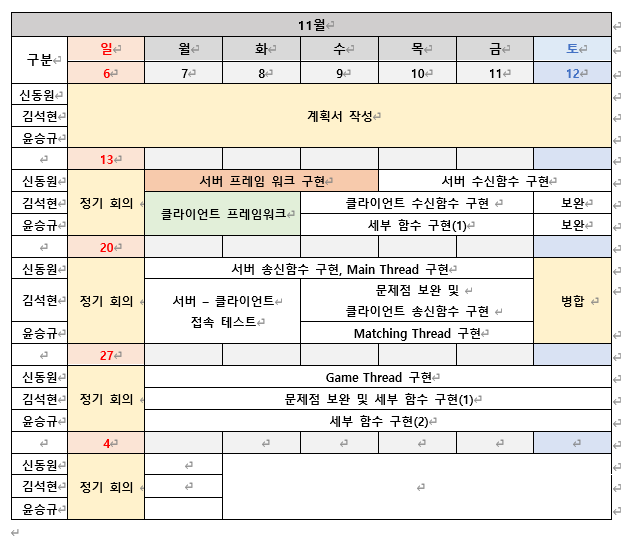 11월
구분 일 월 화 수 목 금 토
6 7 8 9 10 11 12
신동원
김석현
윤승규
계획서 작성
13
신동원
김석현
윤승규
정기 회의
서버 프레임 워크 구현
서버 수신함수 구현
클라이언트 프레임워크
클라이언트 수신함수 구현
보완
세부 함수 구현(1)
보완
20
신동원
김석현
윤승규
정기 회의
서버 송신함수 구현, Main Thread 구현
병합
서버 – 클라이언트
접속 테스트
문제점 보완 및
클라이언트 송신함수 구현
Matching Thread 구현
27
신동원
김석현
윤승규
정기 회의
Game Thread 구현
문제점 보완 및 세부 함수 구현(1)
세부 함수 구현(2)
4
신동원
김석현
윤승규
정기 회의